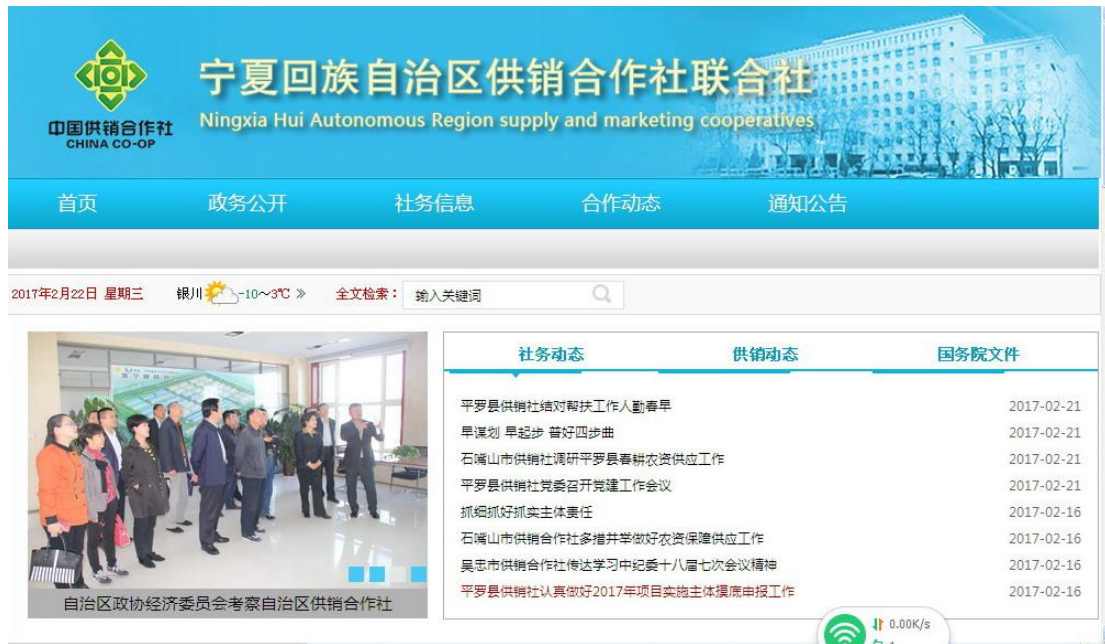 宁夏回族自治区供销合作社联合社
Ningxia Hui Autonomous Region supply and marketing cooperatives
中国供销合作社
CHINA CO-OP
首页 政务公开 社务信息 合作动态 通知公告
2017年2月22日 星期三 银川 -10～3℃ » 全文检索： 输入关键词
社务动态 供销动态 国务院文件
平罗县供销社结对帮扶工作人勤春早 2017-02-21
早谋划 早起步 普好四步曲 2017-02-21
石嘴山市供销社调研平罗县春耕农资供应工作 2017-02-21
平罗县供销社党委召开党建工作会议 2017-02-21
抓细抓好抓实主体责任 2017-02-16
石嘴山市供销合作社多措并举做好农资保障供应工作 2017-02-16
吴忠市供销合作社传达学习中纪委十八届七次会议精神 2017-02-16
平罗县供销社认真做好2017年项目实施主体摸底申报工作 2017-02-16
自治区政协经济委员会考察自治区供销合作社
0.00K/s